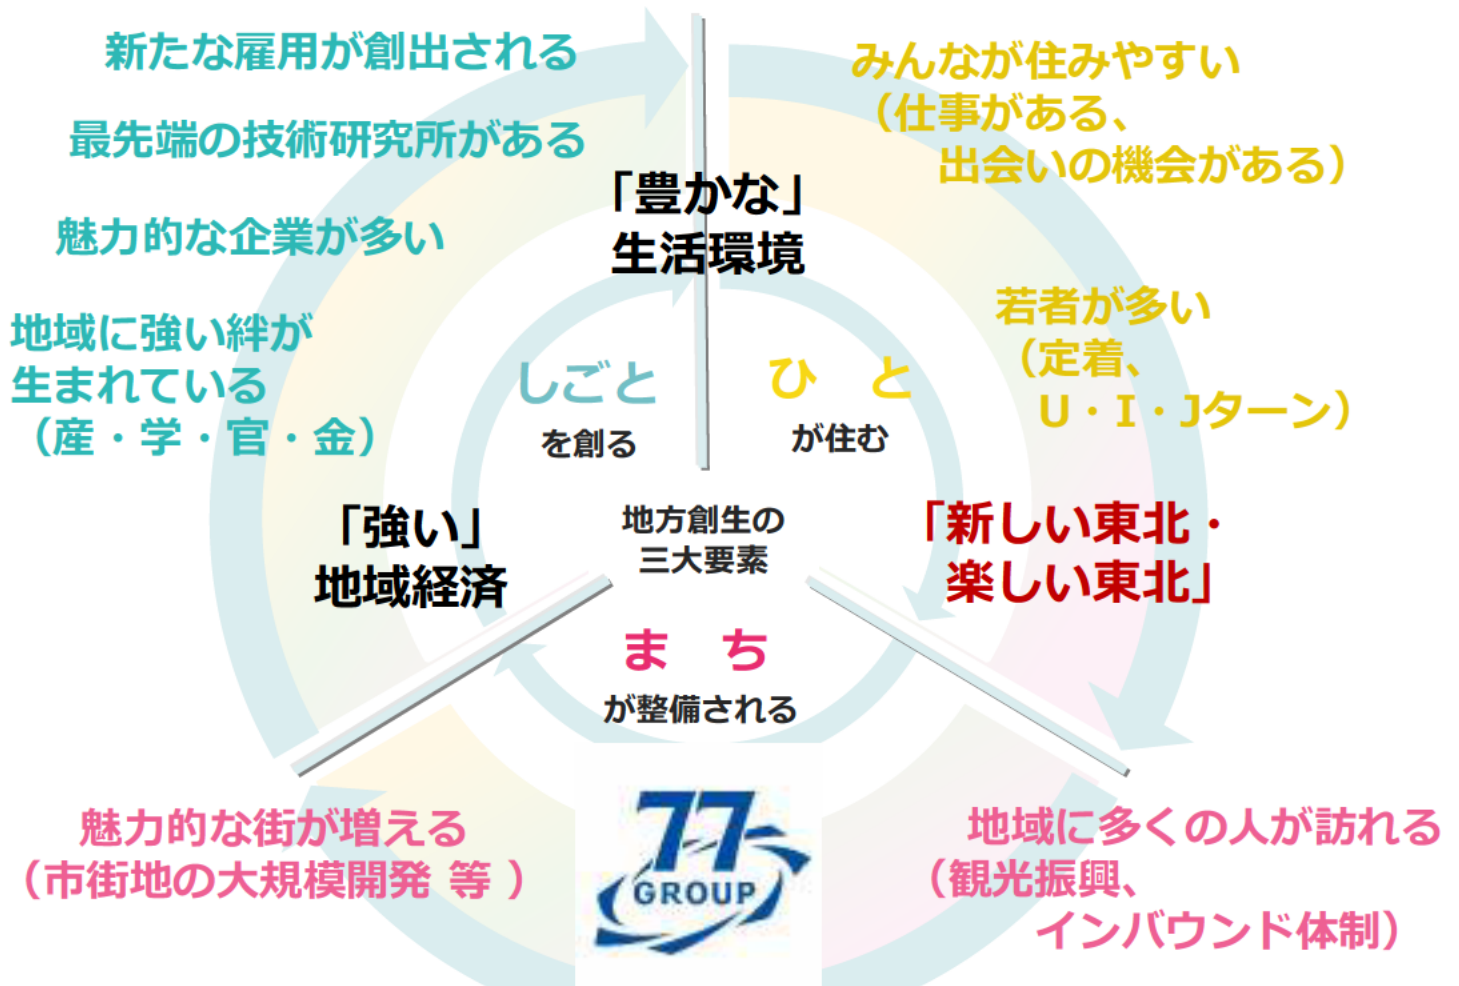 新たな雇用が創出される
最先端の技術研究所がある
魅力的な企業が多い
地域に強い絆が
生まれている
（産・学・官・金）
みんなが住みやすい
（仕事がある、
出会いの機会がある）
若者が多い
（定着、
U・I・Jターン）
「豊かな」
生活環境
しごと
を創る
ひ と
が住む
地方創生の
三大要素
「強い」
地域経済
「新しい東北・
楽しい東北」
ま ち
が整備される
魅力的な街が増える
（市街地の大規模開発 等 ）
77
GROUP
地域に多くの人が訪れる
（観光振興、
インバウンド体制）